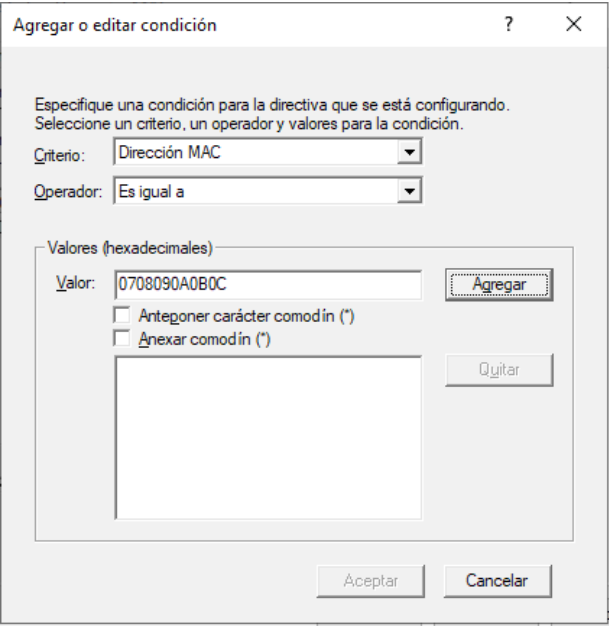 Agregar o editar condición ? ×
Especifique una condición para la directiva que se está configurando.
Seleccione un criterio, un operador y valores para la condición.
Criterio: Dirección MAC
Operador: Es igual a
Valores (hexadecimales)
Valor: 0708090A0B0C Agregar
Anteponer carácter comodín (*)
Anexar comodín (*)
Quitar
Aceptar Cancelar